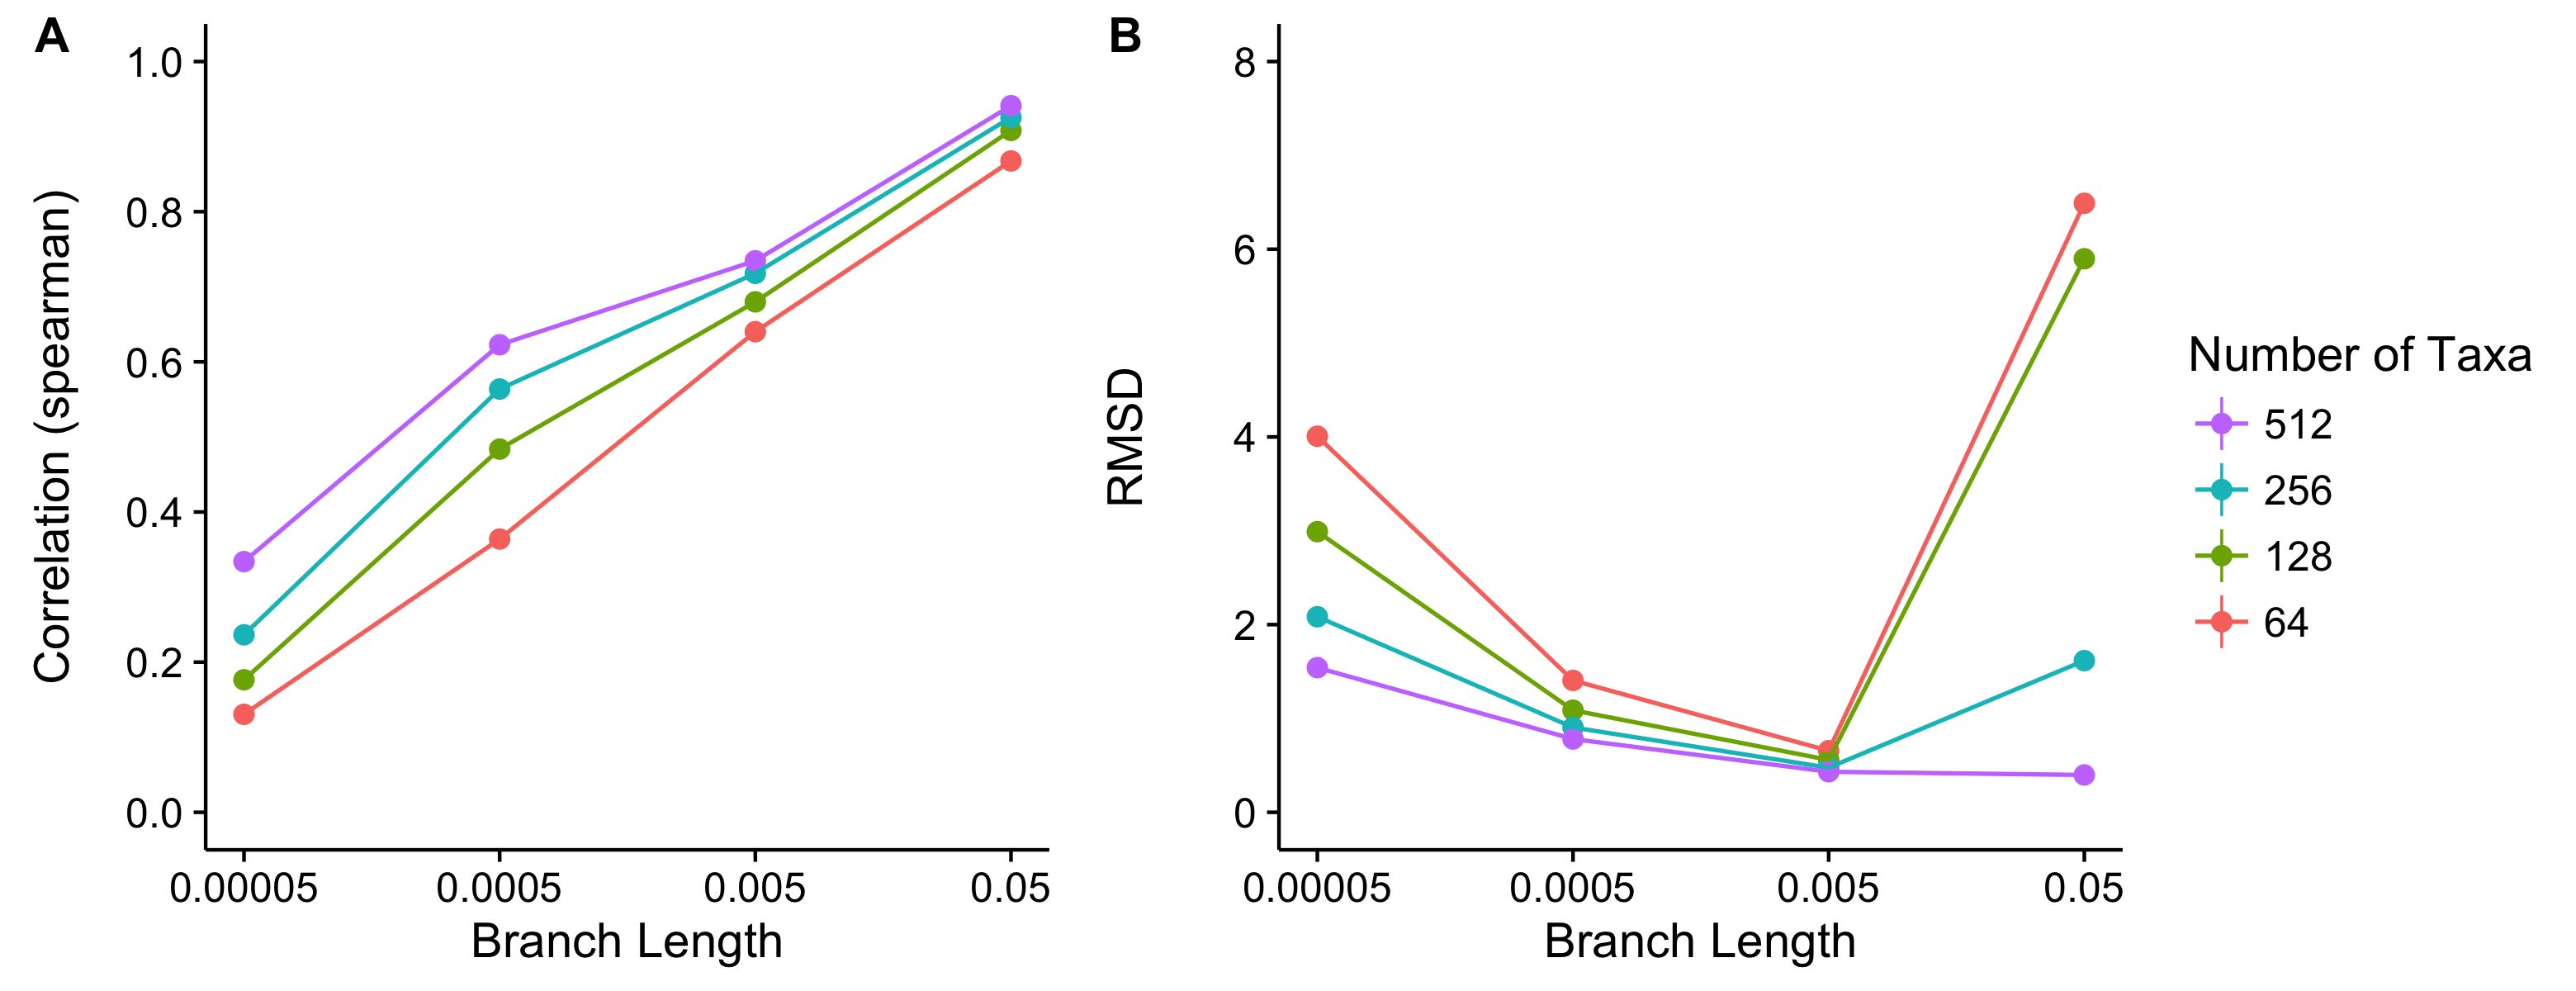 A
1.0
0.8
0.6
0.4
0.2
0.0
Correlation (spearman)
0.00005 0.0005 0.005 0.05
Branch Length
B
8
6
4
2
0
RMSD
0.00005 0.0005 0.005 0.05
Branch Length
Number of Taxa
512
256
128
64